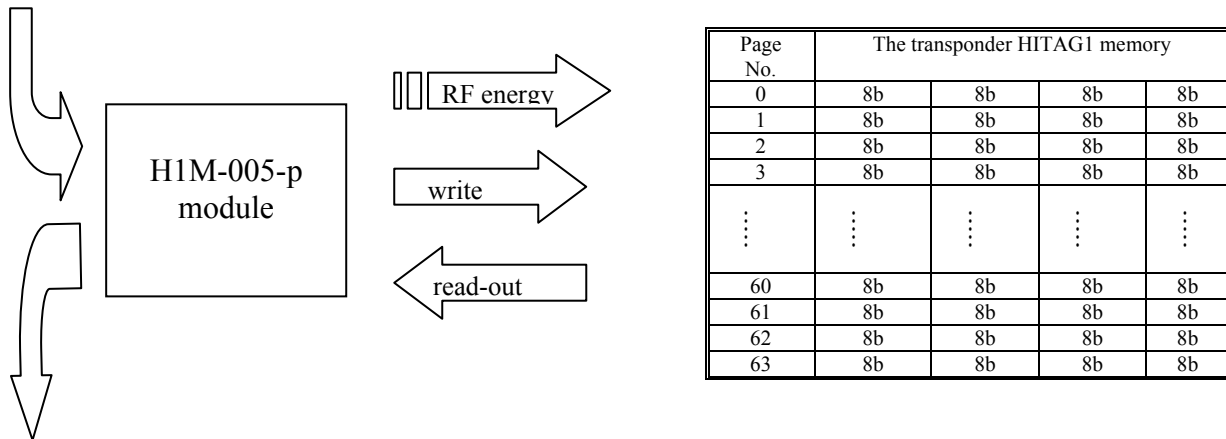 H1M-005-p
module
RF energy
write
read-out
Page
No.
The transponder HITAG1 memory
0 8b 8b 8b 8b
1 8b 8b 8b 8b
2 8b 8b 8b 8b
3 8b 8b 8b 8b
60 8b 8b 8b 8b
61 8b 8b 8b 8b
62 8b 8b 8b 8b
63 8b 8b 8b 8b